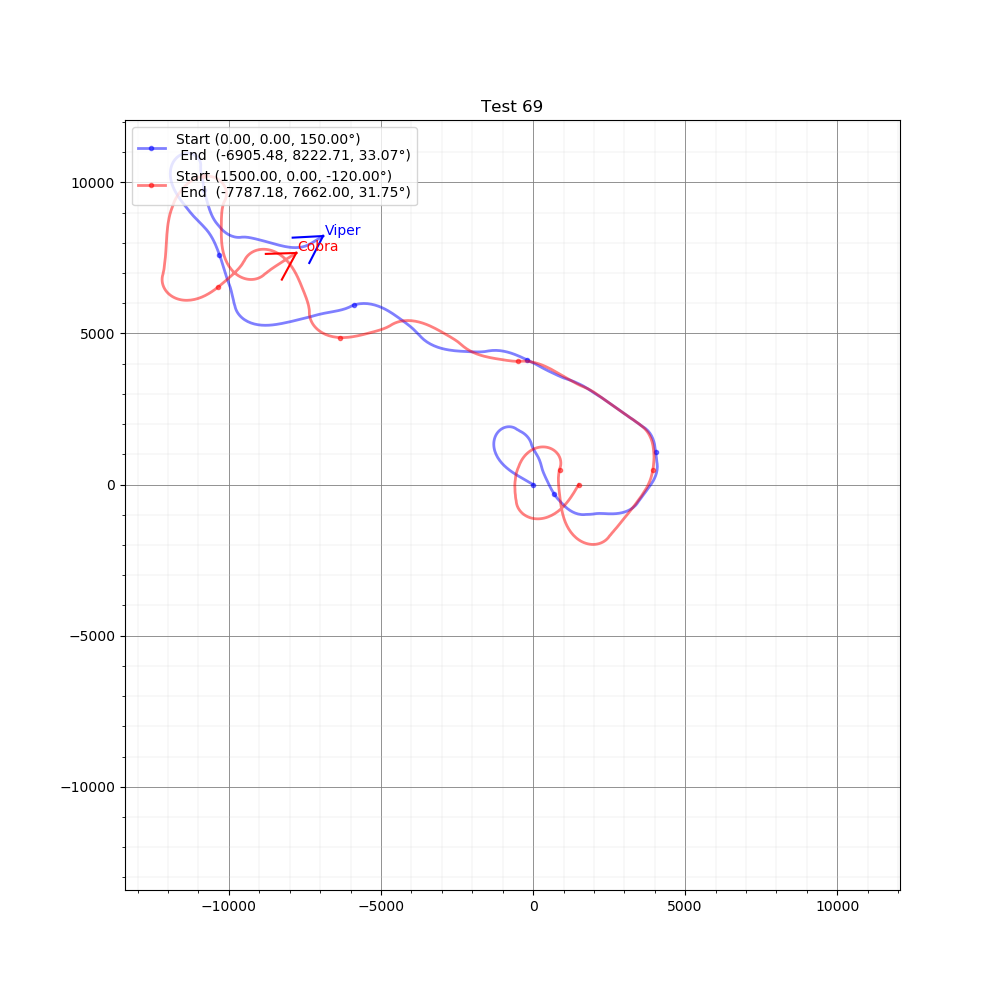 Test 69
Start (0.00, 0.00, 150.00°)
End (-6905.48, 8222.71, 33.07°)
Start (1500.00, 0.00, -120.00°)
End (-7787.18, 7662.00, 31.75°)
Viper
Cobra
10000
5000
0
−5000
−10000
−10000
−5000
0
5000
10000